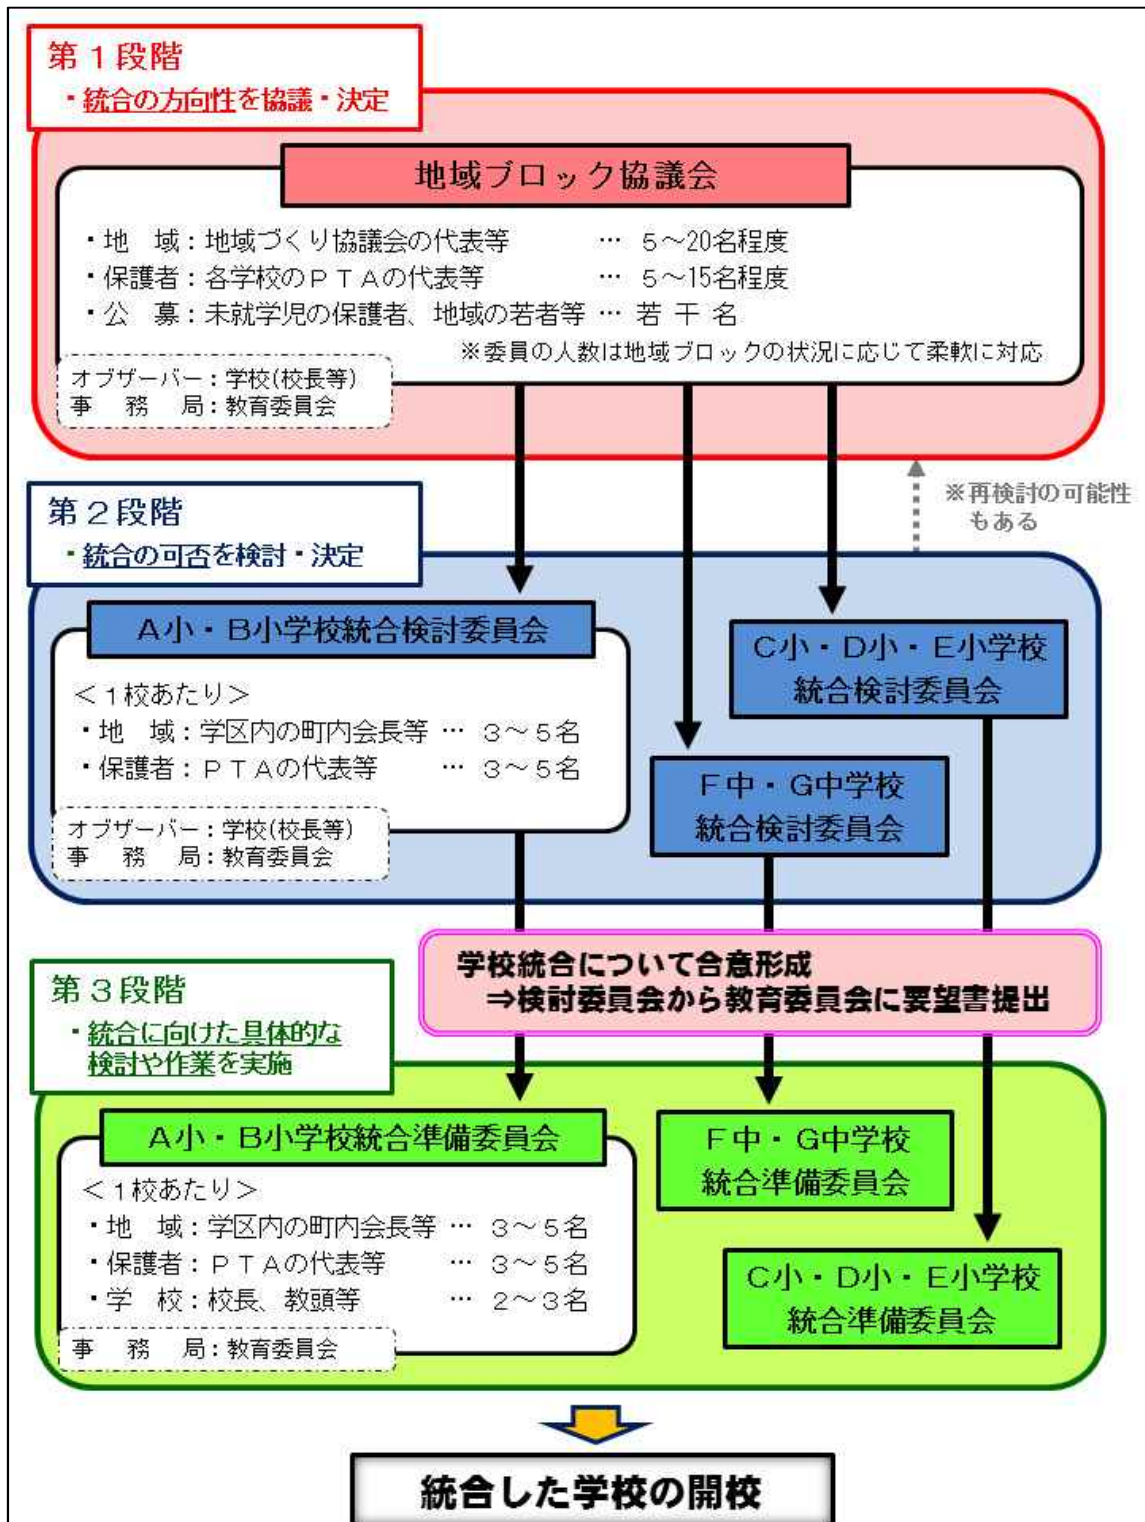 第１段階
・統合の方向性を協議・決定
地域ブロック協議会
・地　域：地域づくり協議会の代表等　　　… ５～20名程度
・保護者：各学校のＰＴＡの代表等　　　　… ５～15名程度
・公　募：未就学児の保護者、地域の若者等 … 若 干 名
※委員の人数は地域ブロックの状況に応じて柔軟に対応
オブザーバー：学校(校長等)
事　務　局：教育委員会
※再検討の可能性
もある
第２段階
・統合の可否を検討・決定
Ａ小・Ｂ小学校統合検討委員会
＜１校あたり＞
・地　域：学区内の町内会長等 … ３～５名
・保護者：ＰＴＡの代表等　　 … ３～５名
オブザーバー：学校(校長等)
事　務　局：教育委員会
Ｃ小・Ｄ小・Ｅ小学校
統合検討委員会
Ｆ中・Ｇ中学校
統合検討委員会
学校統合について合意形成
⇒検討委員会から教育委員会に要望書提出
第３段階
・統合に向けた具体的な
検討や作業を実施
Ａ小・Ｂ小学校統合準備委員会
＜１校あたり＞
・地　域：学区内の町内会長等 … ３～５名
・保護者：ＰＴＡの代表等　　 … ３～５名
・学　校：校長、教頭等　　　 … ２～３名
事　務　局：教育委員会
Ｆ中・Ｇ中学校
統合準備委員会
Ｃ小・Ｄ小・Ｅ小学校
統合準備委員会
統合した学校の開校